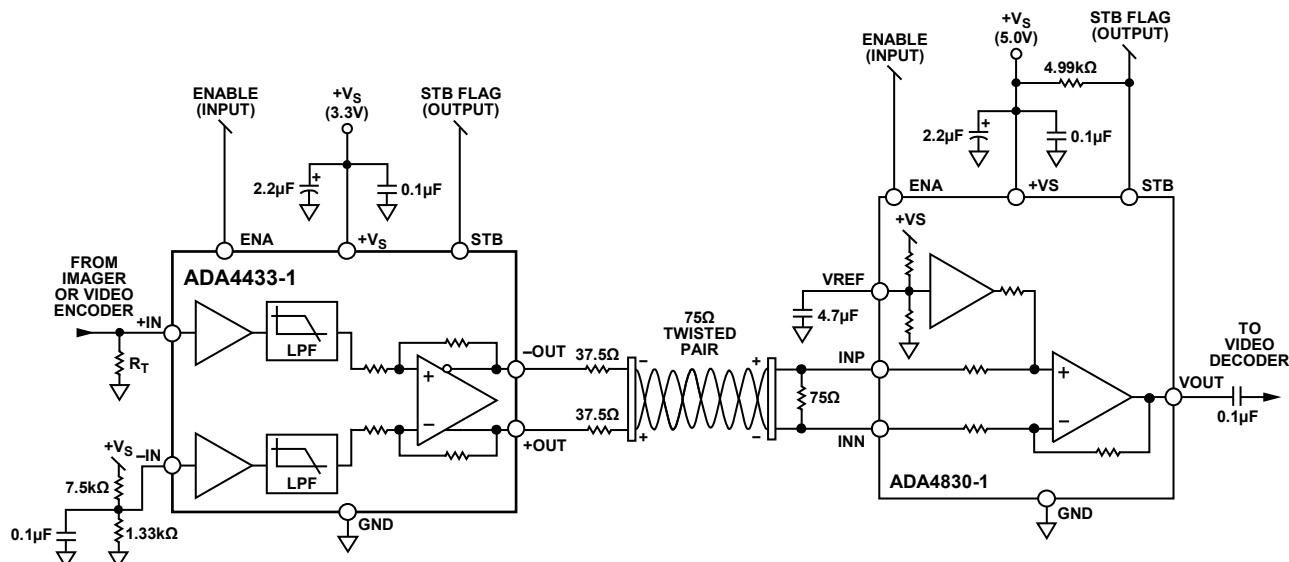 ENABLE
(INPUT)
+VS
(3.3V)
STB FLAG
(OUTPUT)
2.2µF
+
0.1µF
ENA
+VS
STB
ADA4433-1
FROM
IMAGER
OR VIDEO
ENCODER
+IN
RT
LPF
+
−
−OUT
+OUT
37.5Ω
37.5Ω
+VS
−IN
7.5kΩ
0.1µF
1.33kΩ
LPF
GND
75Ω
TWISTED
PAIR
−
+
+
−
ENABLE
(INPUT)
+VS
(5.0V)
STB FLAG
(OUTPUT)
4.99kΩ
2.2µF
+
0.1µF
ENA
+VS
STB
+VS
VREF
4.7µF
INP
75Ω
INN
+
−
VOUT
TO
VIDEO
DECODER
0.1µF
ADA4830-1
GND